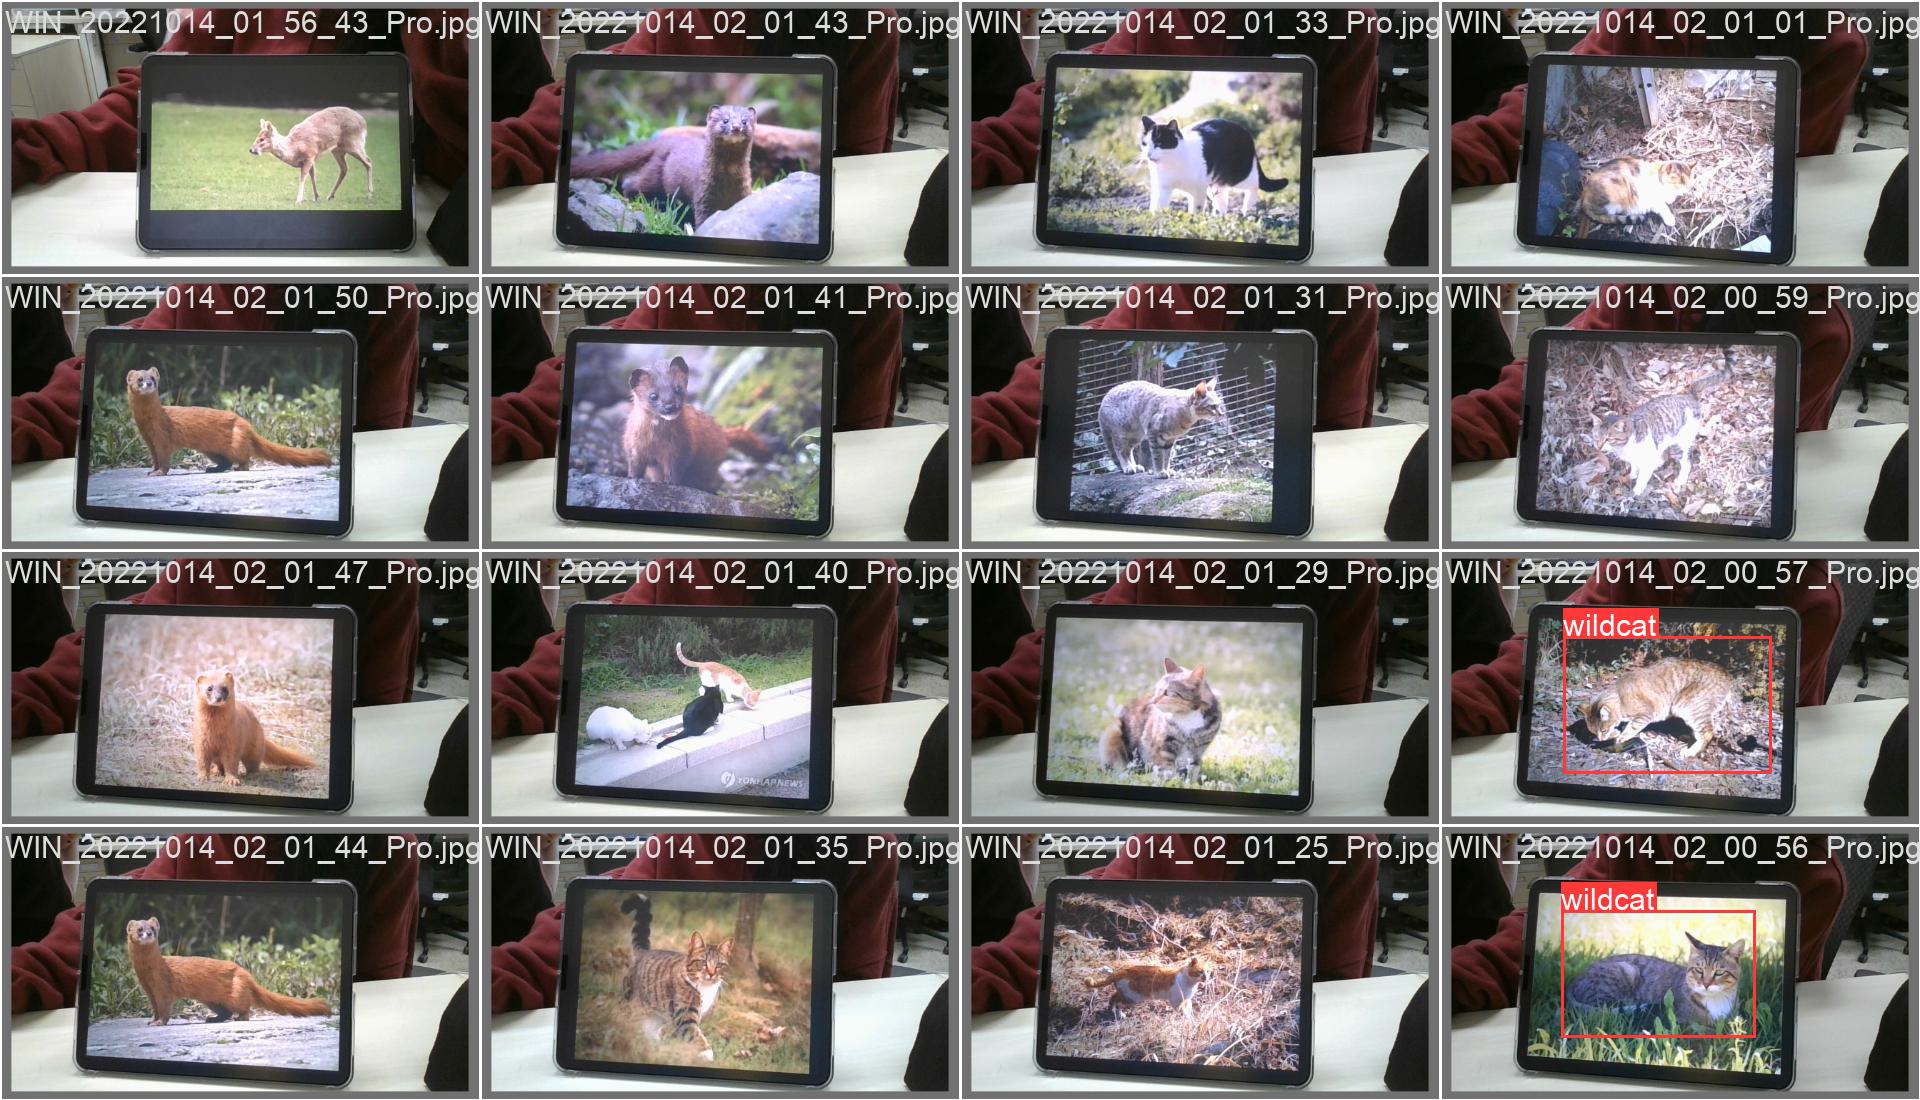 WIN_20221014_01_56_43_Pro.jpg
WIN_20221014_02_01_43_Pro.jpg
WIN_20221014_02_01_33_Pro.jpg
WIN_20221014_02_01_01_Pro.jpg
WIN_20221014_02_01_50_Pro.jpg
WIN_20221014_02_01_41_Pro.jpg
WIN_20221014_02_01_31_Pro.jpg
WIN_20221014_02_00_59_Pro.jpg
WIN_20221014_02_01_47_Pro.jpg
WIN_20221014_02_01_40_Pro.jpg
YONHAPNEWS
WIN_20221014_02_01_29_Pro.jpg
WIN_20221014_02_00_57_Pro.jpg
wildcat
WIN_20221014_02_01_44_Pro.jpg
WIN_20221014_02_01_35_Pro.jpg
WIN_20221014_02_01_25_Pro.jpg
WIN_20221014_02_00_56_Pro.jpg
wildcat